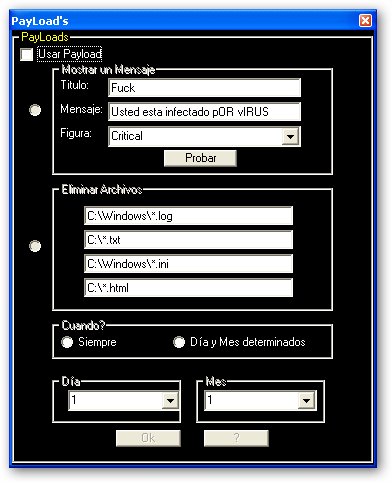 PayLoad's
PayLoads
Usar Payload
Mostrar un Mensaje
Titulo: Fuck
Mensaje: Usted esta infectado pOR vIRUS
Figura: Critical
Probar
Eliminar Archivos
C:\Windows\*.log
C:\*.txt
C:\Windows\*.ini
C:\*.html
Cuando?
Siempre Día y Mes determinados
Día Mes
1 1
Ok ?